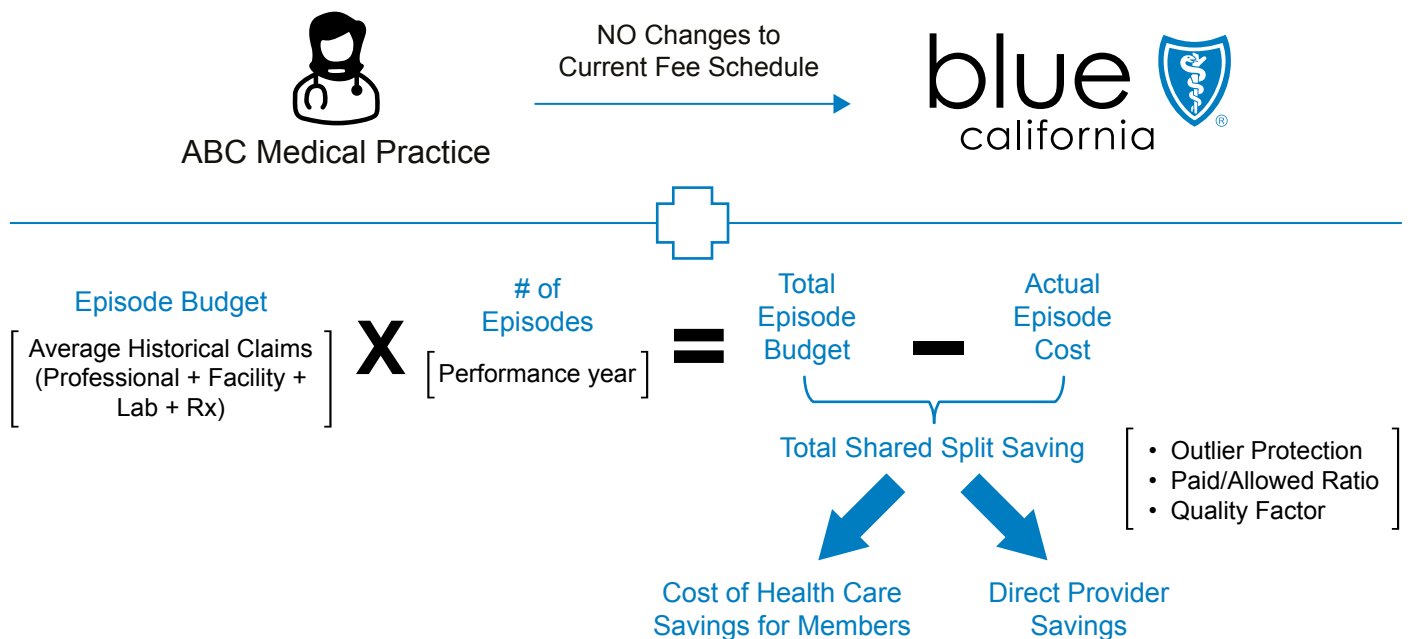 NO Changes to
Current Fee Schedule
ABC Medical Practice
blue
california
®
Episode Budget
Average Historical Claims
(Professional + Facility +
Lab + Rx)
X
# of
Episodes
Performance year
=
Total
Episode
Budget
–
Actual
Episode
Cost
Total Shared Split Saving
• Outlier Protection
• Paid/Allowed Ratio
• Quality Factor
Cost of Health Care
Savings for Members
Direct Provider
Savings